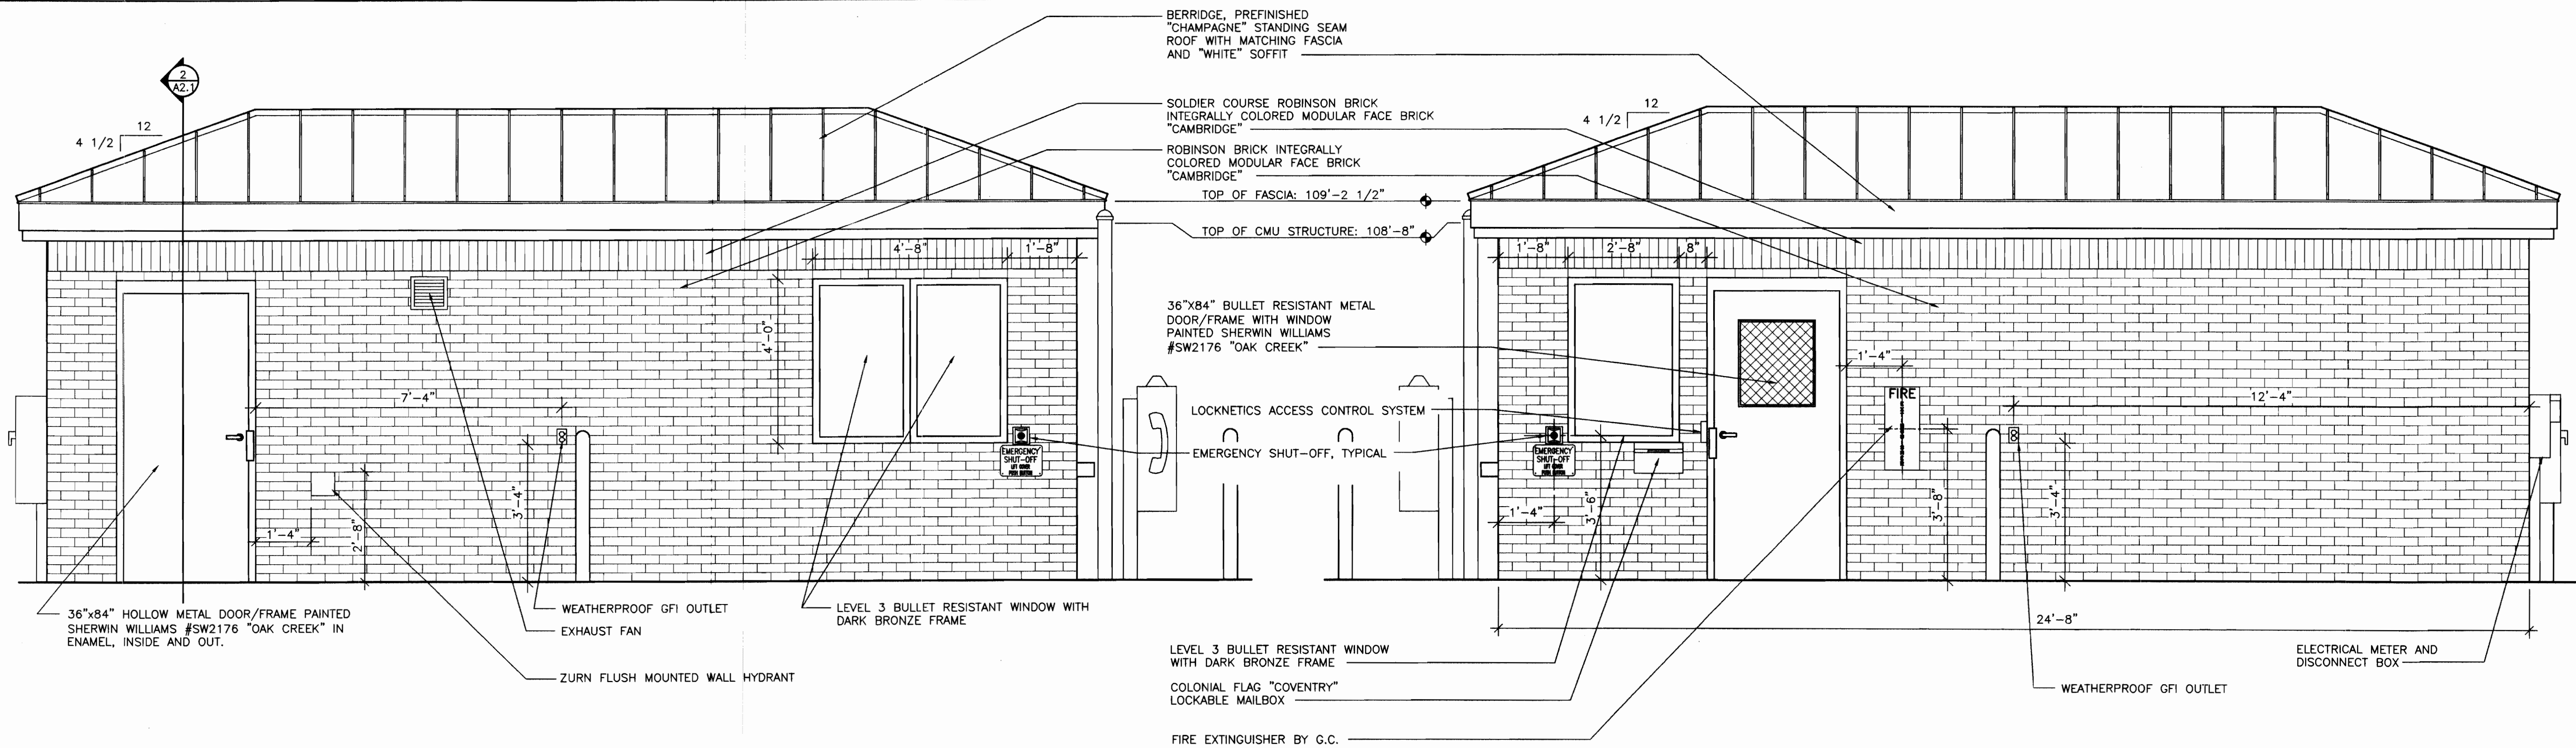 BERRIDGE, PREFINISHED
"CHAMPAGNE" STANDING SEAM
ROOF WITH MATCHING FASCIA
AND "WHITE" SOFFIT
2
A2.1
SOLDIER COURSE ROBINSON BRICK
INTEGRALLY COLORED MODULAR FACE BRICK
"CAMBRIDGE"
12
4 1/2
12
4 1/2
ROBINSON BRICK INTEGRALLY
COLORED MODULAR FACE BRICK
"CAMBRIDGE"
TOP OF FASCIA: 109'-2 1/2"
TOP OF CMU STRUCTURE: 108'-8"
4'-8"
1'-8"
1'-8"
2'-8"
8"
4'-0"
36"X84" BULLET RESISTANT METAL
DOOR/FRAME WITH WINDOW
PAINTED SHERWIN WILLIAMS
#SW2176 "OAK CREEK"
1'-4"
7'-4"
FIRE
12'-4"
LOCKNETICS ACCESS CONTROL SYSTEM
EMERGENCY SHUT-OFF, TYPICAL
EMERGENCY
SHUT-OFF
LIFT COVER
PUSH BUTTON
EMERGENCY
SHUT-OFF
LIFT COVER
PUSH BUTTON
1'-4"
2'-8"
3'-4"
1'-4"
3'-6"
3'-8"
3'-4"
36"x84" HOLLOW METAL DOOR/FRAME PAINTED
SHERWIN WILLIAMS #SW2176 "OAK CREEK" IN
ENAMEL, INSIDE AND OUT.
WEATHERPROOF GFI OUTLET
EXHAUST FAN
ZURN FLUSH MOUNTED WALL HYDRANT
LEVEL 3 BULLET RESISTANT WINDOW WITH
DARK BRONZE FRAME
24'-8"
LEVEL 3 BULLET RESISTANT WINDOW
WITH DARK BRONZE FRAME
COLONIAL FLAG "COVENTRY"
LOCKABLE MAILBOX
FIRE EXTINGUISHER BY G.C.
ELECTRICAL METER AND
DISCONNECT BOX
WEATHERPROOF GFI OUTLET